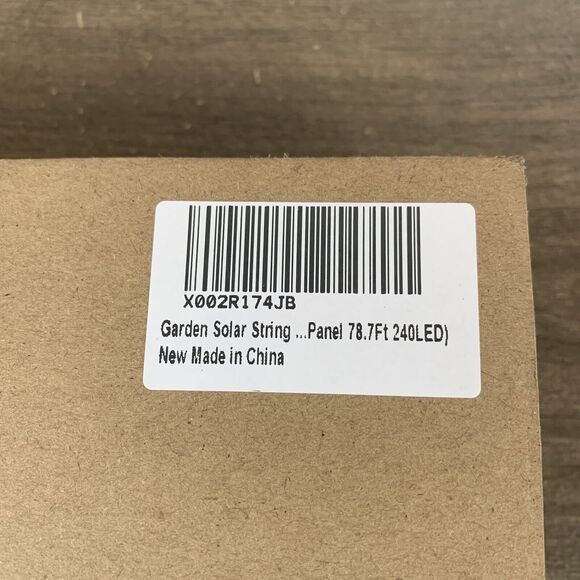 X002R174JB
Garden Solar String ...Panel 78.7Ft 240LED)
New Made in China